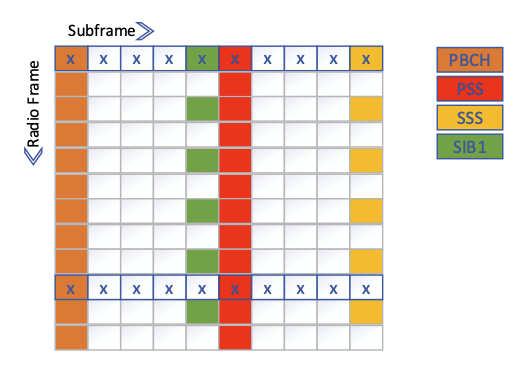 Subframe
Radio Frame
x x x x x x x x x x
x x x x x x x x x x
PBCH
PSS
SSS
SIB1